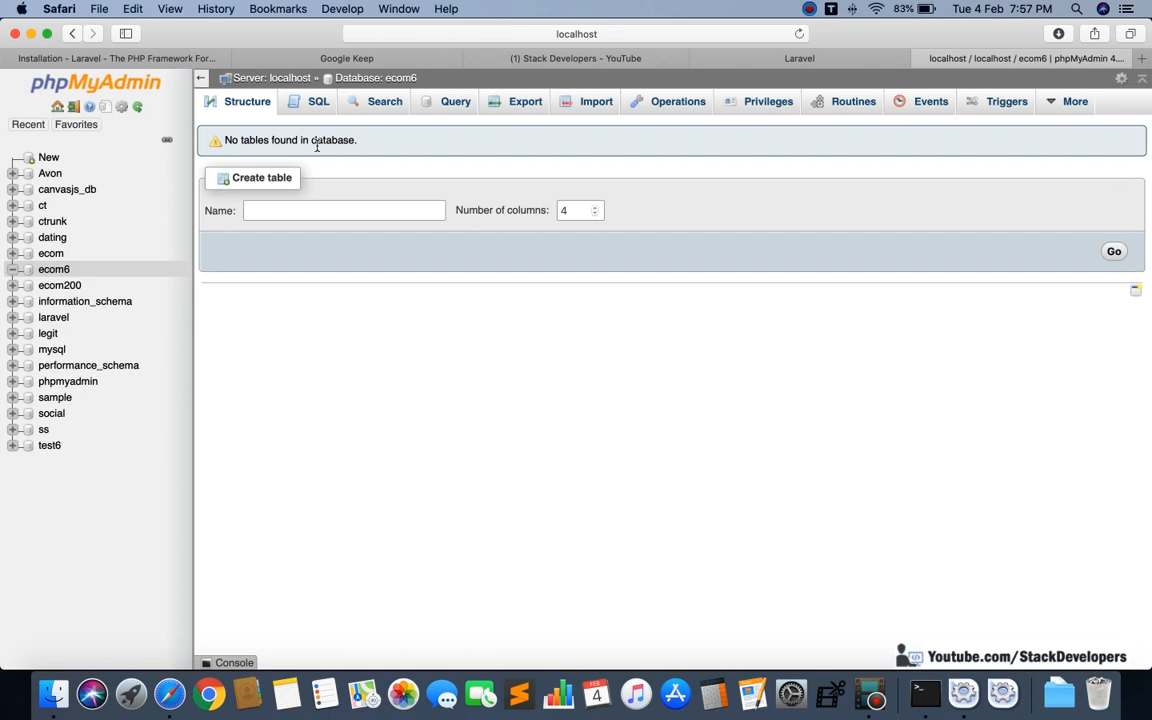 Safari File Edit View History Bookmarks Develop Window Help T 83% Tue 4 Feb 7:57 PM
localhost
Installation - Laravel - The PHP Framework For... Google Keep (1) Stack Developers - YouTube Laravel localhost / localhost / ecom6 | phpMyAdmin 4....
phpMyAdmin
Recent Favorites
New
Avon
canvasjs_db
ct
ctrunk
dating
ecom
ecom6
ecom200
information_schema
laravel
legit
mysql
performance_schema
phpmyadmin
sample
social
ss
test6
Server: localhost » Database: ecom6
Structure SQL Search Query Export Import Operations Privileges Routines Events Triggers More
No tables found in database.
Create table
Name: Number of columns: 4
Go
Console
Youtube.com/StackDevelopers
FEB
4